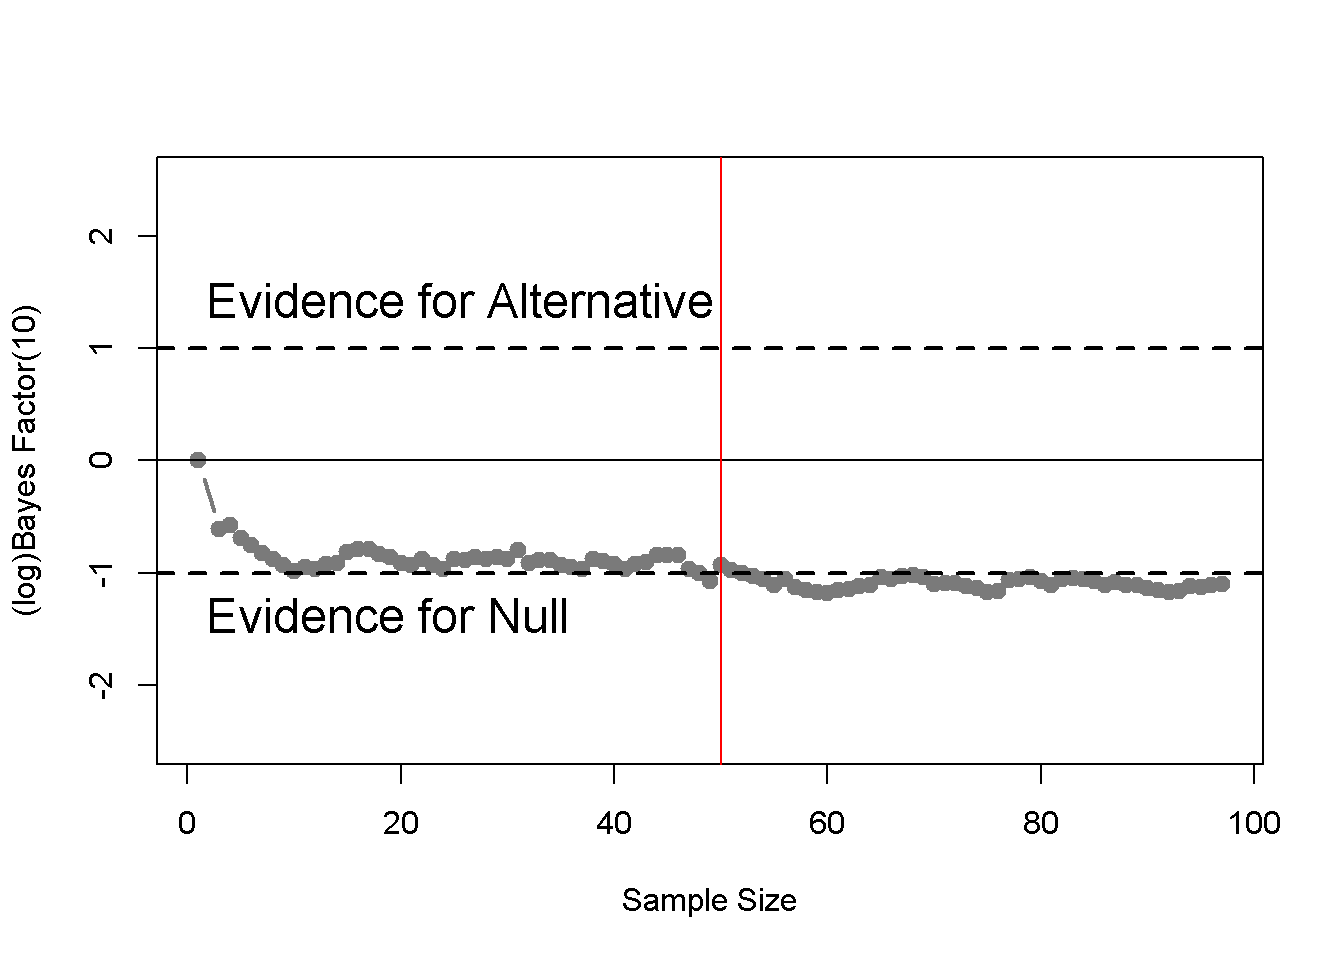 2
Evidence for Alternative
1
(log)Bayes Factor(10)
0
-1
Evidence for Null
-2
0 20 40 60 80 100
Sample Size